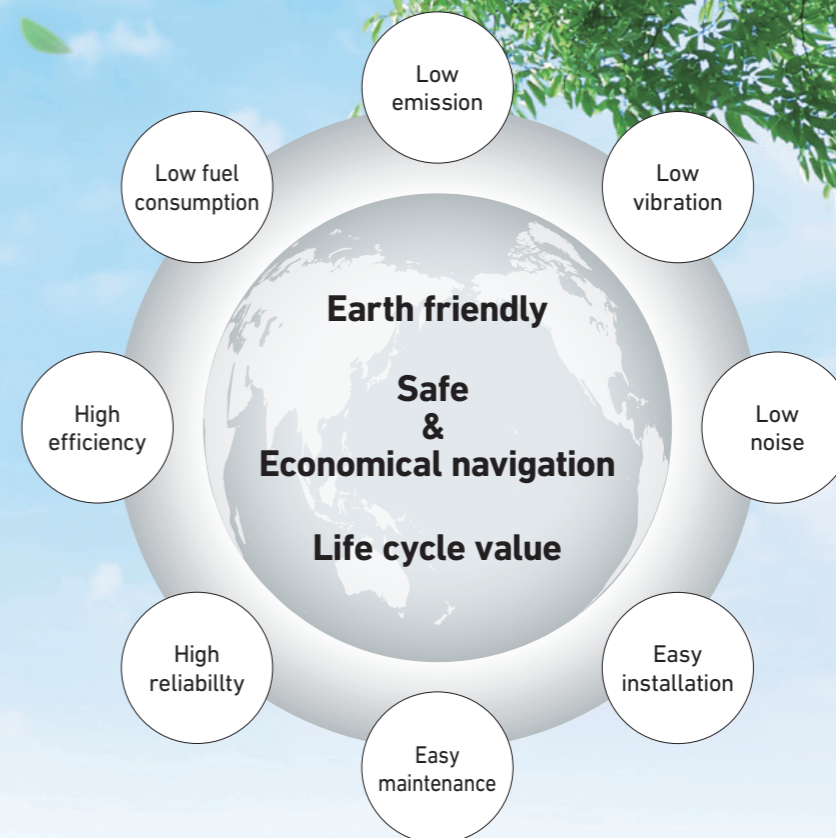 Low
emission
Low
vibration
Low
noise
Easy
installation
Easy
maintenance
High
reliabillty
High
efficiency
Low fuel
consumption
Earth friendly
Safe
&
Economical navigation
Life cycle value